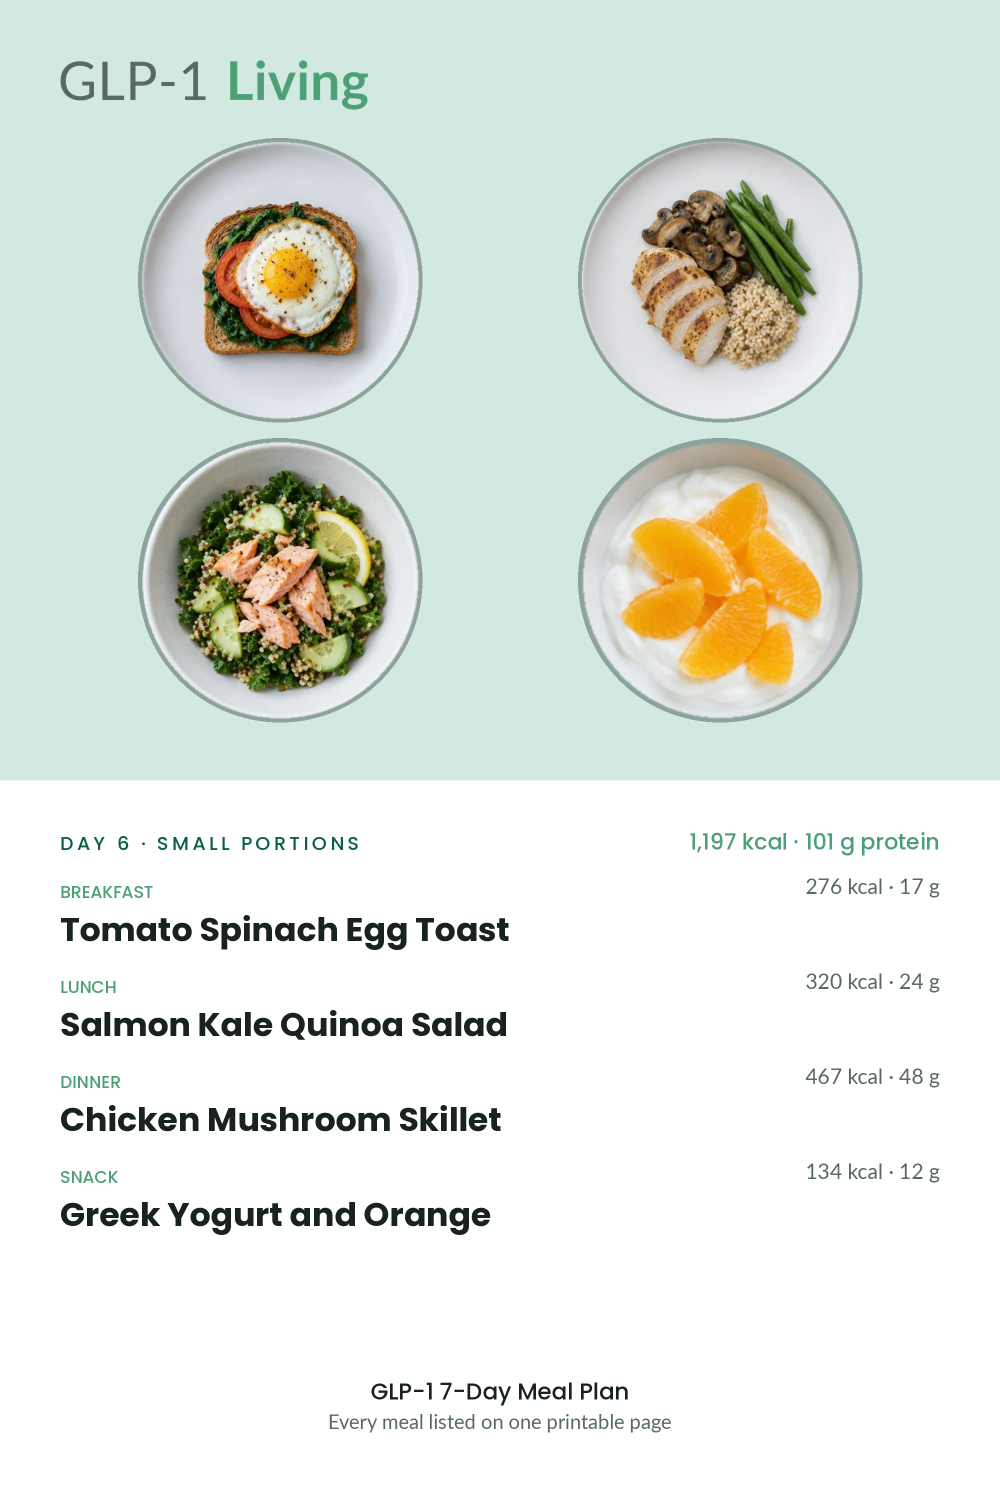 GLP-1 Living
DAY 6 · SMALL PORTIONS
1,197 kcal · 101 g protein
BREAKFAST
276 kcal · 17 g
Tomato Spinach Egg Toast
LUNCH
320 kcal · 24 g
Salmon Kale Quinoa Salad
DINNER
467 kcal · 48 g
Chicken Mushroom Skillet
SNACK
134 kcal · 12 g
Greek Yogurt and Orange
GLP-1 7-Day Meal Plan
Every meal listed on one printable page